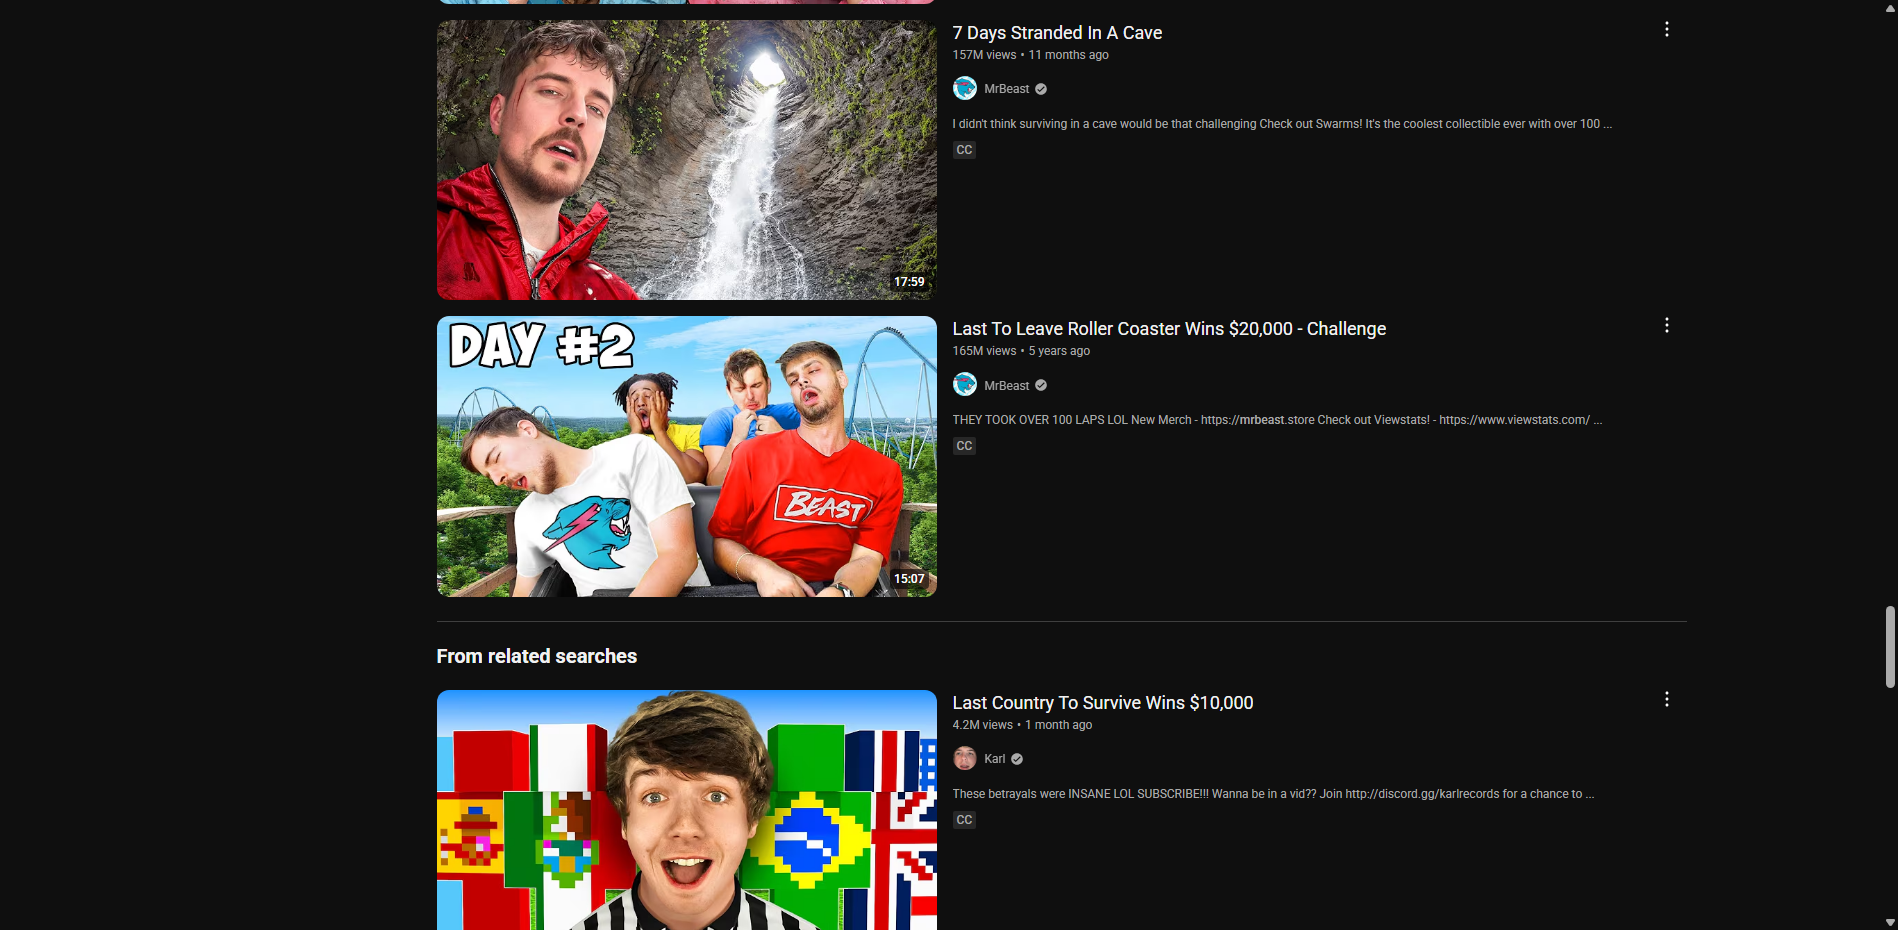 7 Days Stranded In A Cave
157M views • 11 months ago
MrBeast
I didn't think surviving in a cave would be that challenging Check out Swarms! It's the coolest collectible ever with over 100 ...
CC
17:59
DAY #2
BEAST
15:07
Last To Leave Roller Coaster Wins $20,000 - Challenge
165M views • 5 years ago
MrBeast
THEY TOOK OVER 100 LAPS LOL New Merch - https://mrbeast.store Check out Viewstats! - https://www.viewstats.com/ ...
CC
From related searches
Last Country To Survive Wins $10,000
4.2M views • 1 month ago
Karl
These betrayals were INSANE LOL SUBSCRIBE!!! Wanna be in a vid?? Join http://discord.gg/karlrecords for a chance to ...
CC